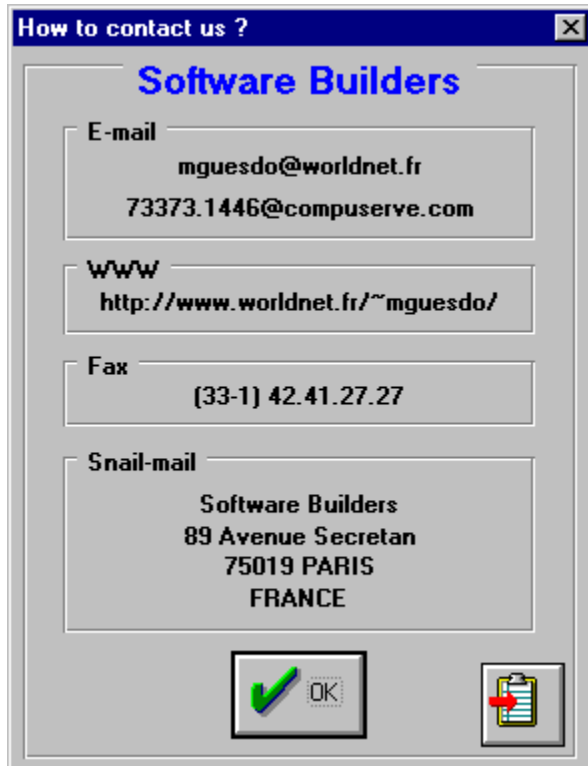 How to contact us ?
Software Builders
E-mail
mguesdo@worldnet.fr
73373.1446@compuserve.com
WWW
http://www.worldnet.fr/~mguesdo/
Fax
(33-1) 42.41.27.27
Snail-mail
Software Builders
89 Avenue Secretan
75019 PARIS
FRANCE
OK